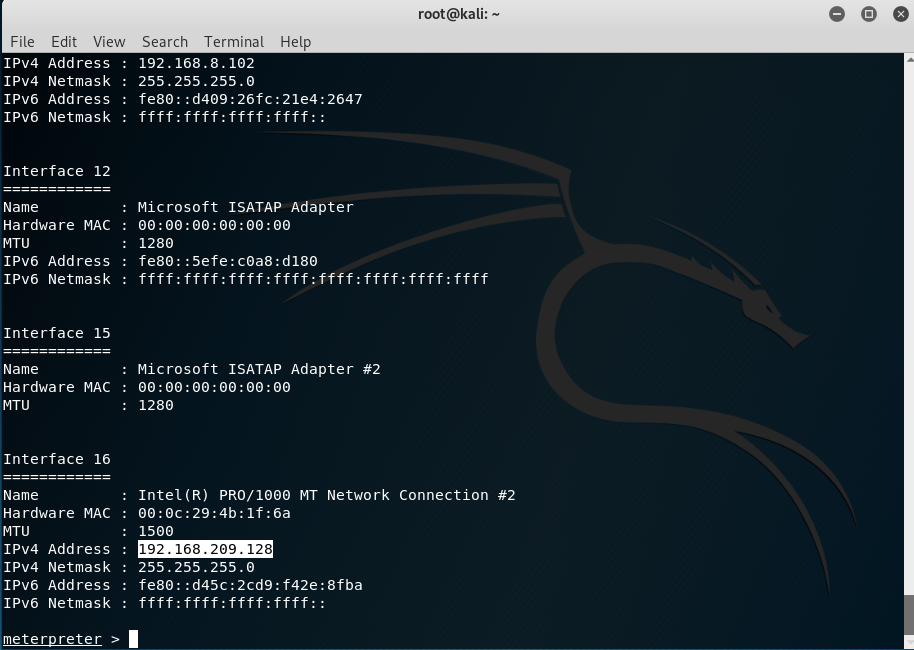 root@kali: ~
File Edit View Search Terminal Help
IPv4 Address : 192.168.8.102
IPv4 Netmask : 255.255.255.0
IPv6 Address : fe80::d409:26fc:21e4:2647
IPv6 Netmask : ffff:ffff:ffff:ffff::
Interface 12
============
Name         : Microsoft ISATAP Adapter
Hardware MAC : 00:00:00:00:00:00
MTU          : 1280
IPv6 Address : fe80::5efe:c0a8:d180
IPv6 Netmask : ffff:ffff:ffff:ffff:ffff:ffff:ffff:ffff
Interface 15
============
Name         : Microsoft ISATAP Adapter #2
Hardware MAC : 00:00:00:00:00:00
MTU          : 1280
Interface 16
============
Name         : Intel(R) PRO/1000 MT Network Connection #2
Hardware MAC : 00:0c:29:4b:1f:6a
MTU          : 1500
IPv4 Address : 192.168.209.128
IPv4 Netmask : 255.255.255.0
IPv6 Address : fe80::d45c:2cd9:f42e:8fba
IPv6 Netmask : ffff:ffff:ffff:ffff::
meterpreter >